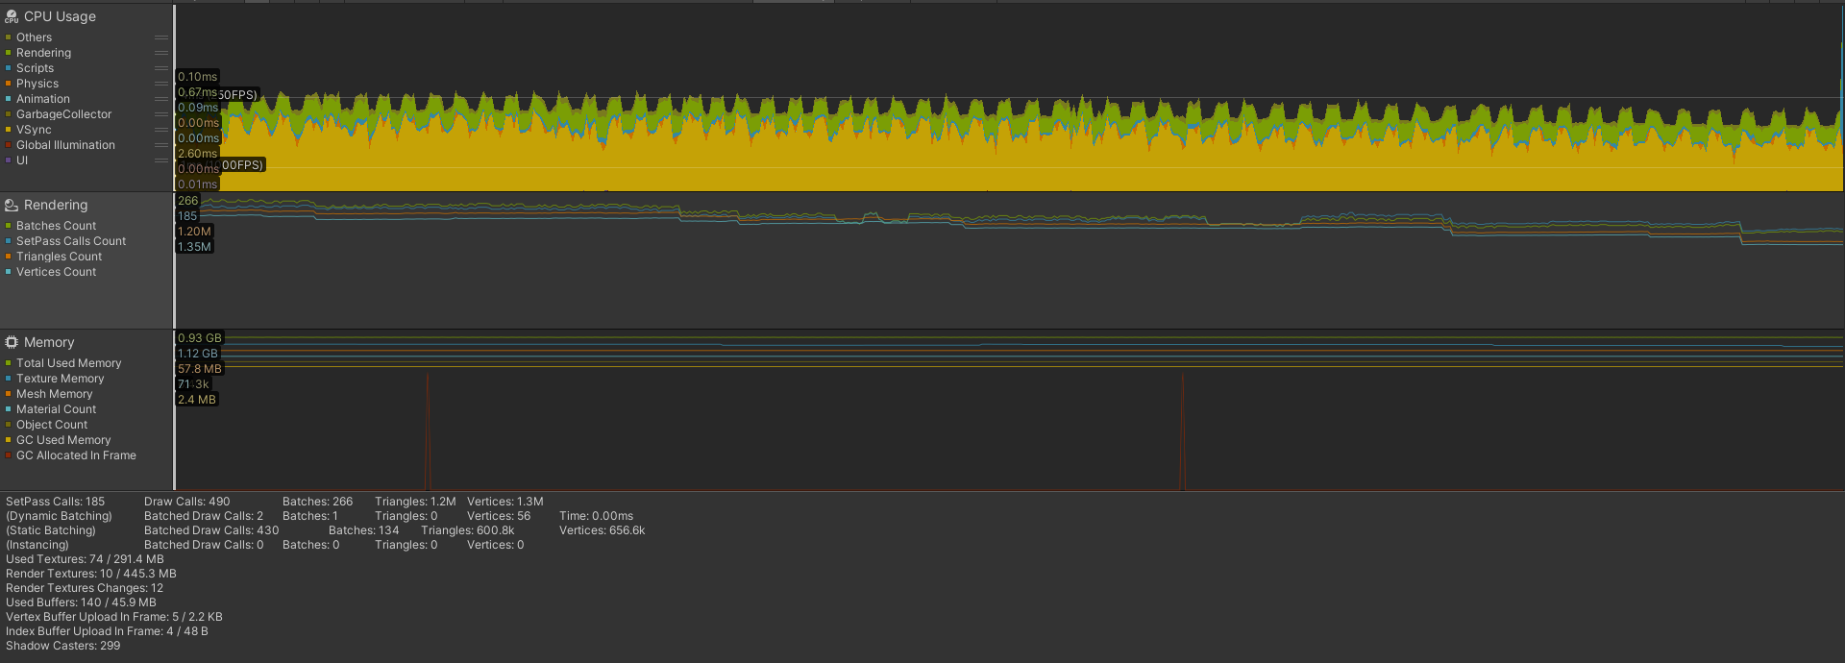 CPU Usage
Others
Rendering
Scripts
Physics
Animation
GarbageCollector
VSync
Global Illumination
UI
0.10ms
0.67ms
50FPS)
0.09ms
0.00ms
0.00ms
2.60ms
0.00ms
00FPS)
0.01ms
Rendering
Batches Count
SetPass Calls Count
Triangles Count
Vertices Count
266
185
1.20M
1.35M
Memory
Total Used Memory
Texture Memory
Mesh Memory
Material Count
Object Count
GC Used Memory
GC Allocated In Frame
0.93 GB
1.12 GB
57.8 MB
2.4 MB
SetPass Calls: 185 Draw Calls: 490 Batches: 266 Triangles: 1.2M Vertices: 1.3M
(Dynamic Batching) Batched Draw Calls: 2 Batches: 1 Triangles: 0 Vertices: 56 Time: 0.00ms
(Static Batching) Batched Draw Calls: 430 Batches: 134 Triangles: 600.8k Vertices: 656.6k
(Instancing) Batched Draw Calls: 0 Batches: 0 Triangles: 0 Vertices: 0
Used Textures: 74 / 291.4 MB
Render Textures: 10 / 445.3 MB
Render Textures Changes: 12
Used Buffers: 140 / 45.9 MB
Vertex Buffer Upload In Frame: 5 / 2.2 KB
Index Buffer Upload In Frame: 4 / 48 B
Shadow Casters: 299